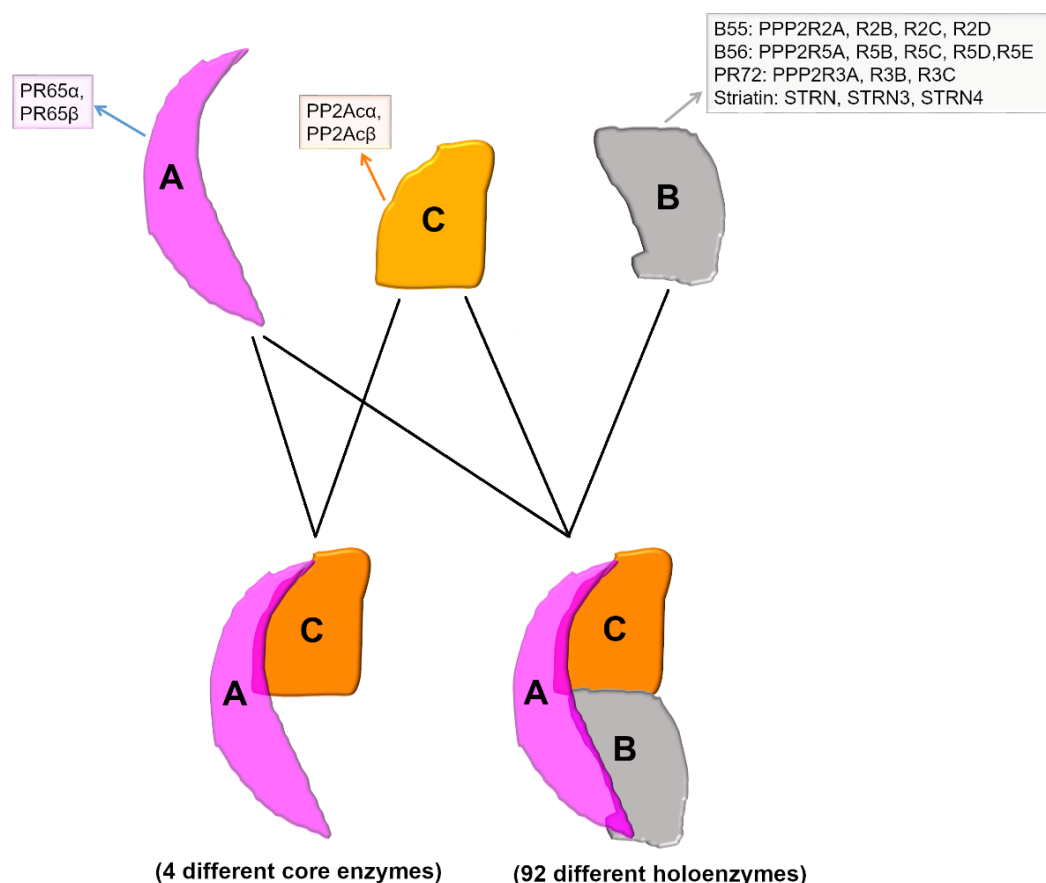 B55: PPP2R2A, R2B, R2C, R2D
B56: PPP2R5A, R5B, R5C, R5D,R5E
PR72: PPP2R3A, R3B, R3C
Striatin: STRN, STRN3, STRN4
PR65α,
PR65β
PP2Acα,
PP2Acβ
A
C
B
C
A
C
A
B
(4 different core enzymes)
(92 different holoenzymes)